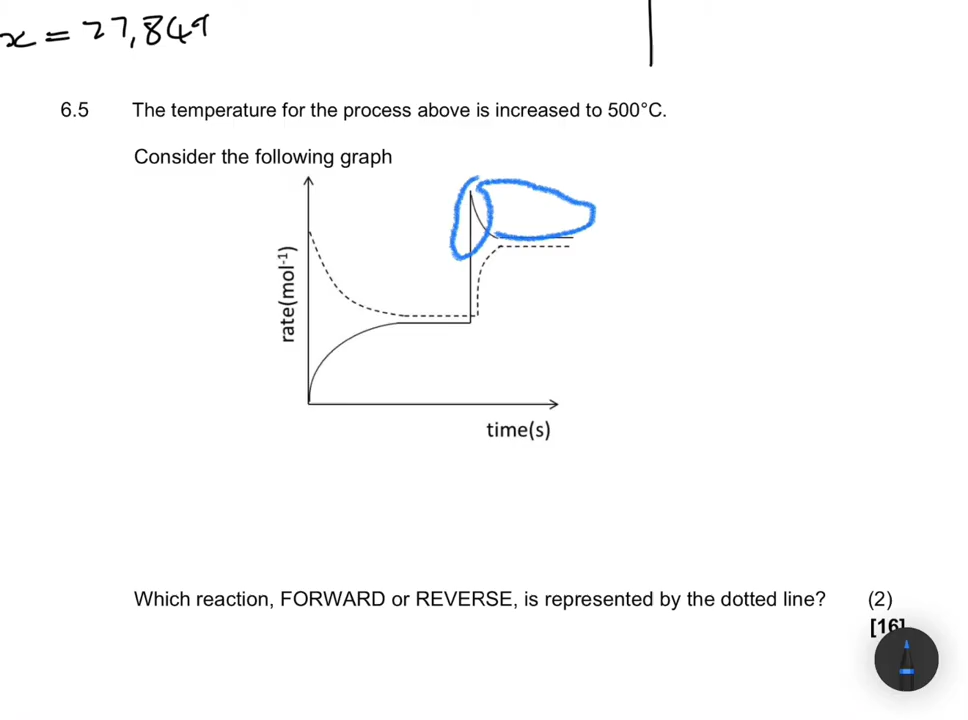 x = 27,849
6.5 The temperature for the process above is increased to 500°C.
Consider the following graph
rate(mol⁻¹)
time(s)
Which reaction, FORWARD or REVERSE, is represented by the dotted line? (2)
[16]